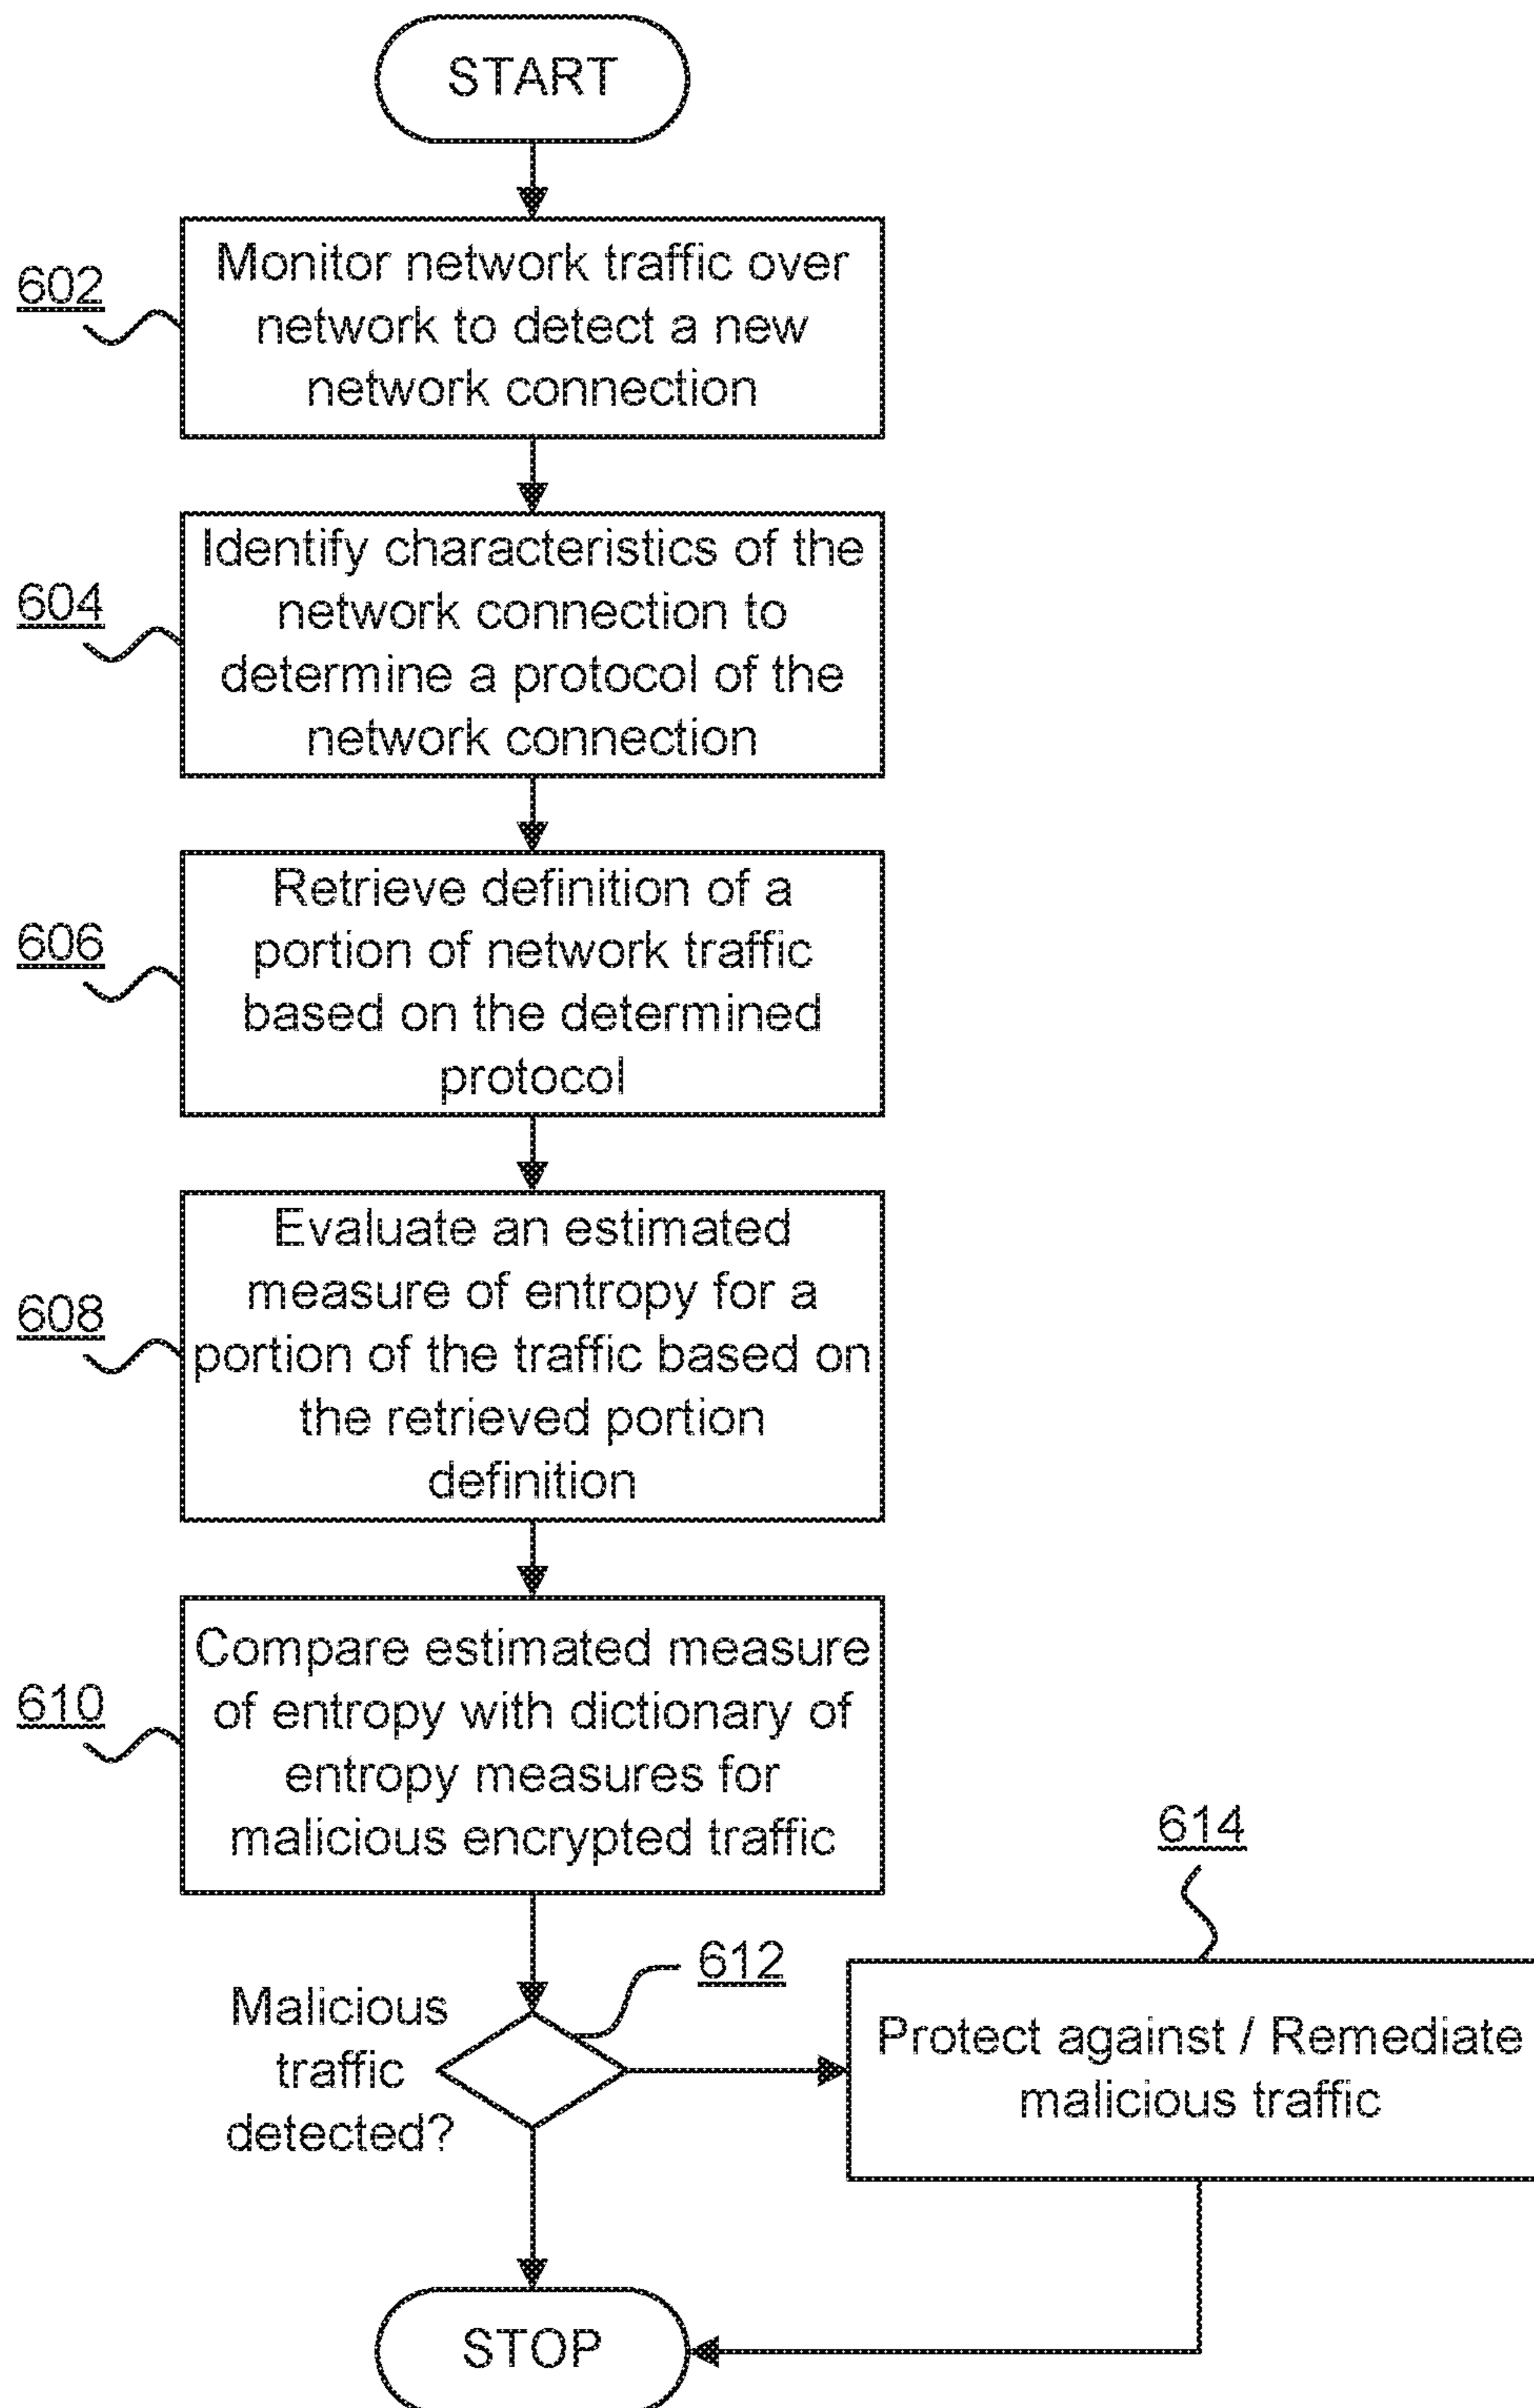 START
602
Monitor network traffic over
network to detect a new
network connection
604
Identify characteristics of the
network connection to
determine a protocol of the
network connection
606
Retrieve definition of a
portion of network traffic
based on the determined
protocol
608
Evaluate an estimated
measure of entropy for a
portion of the traffic based on
the retrieved portion
definition
610
Compare estimated measure
of entropy with dictionary of
entropy measures for
malicious encrypted traffic
612
Malicious
traffic
detected?
614
Protect against / Remediate
malicious traffic
STOP